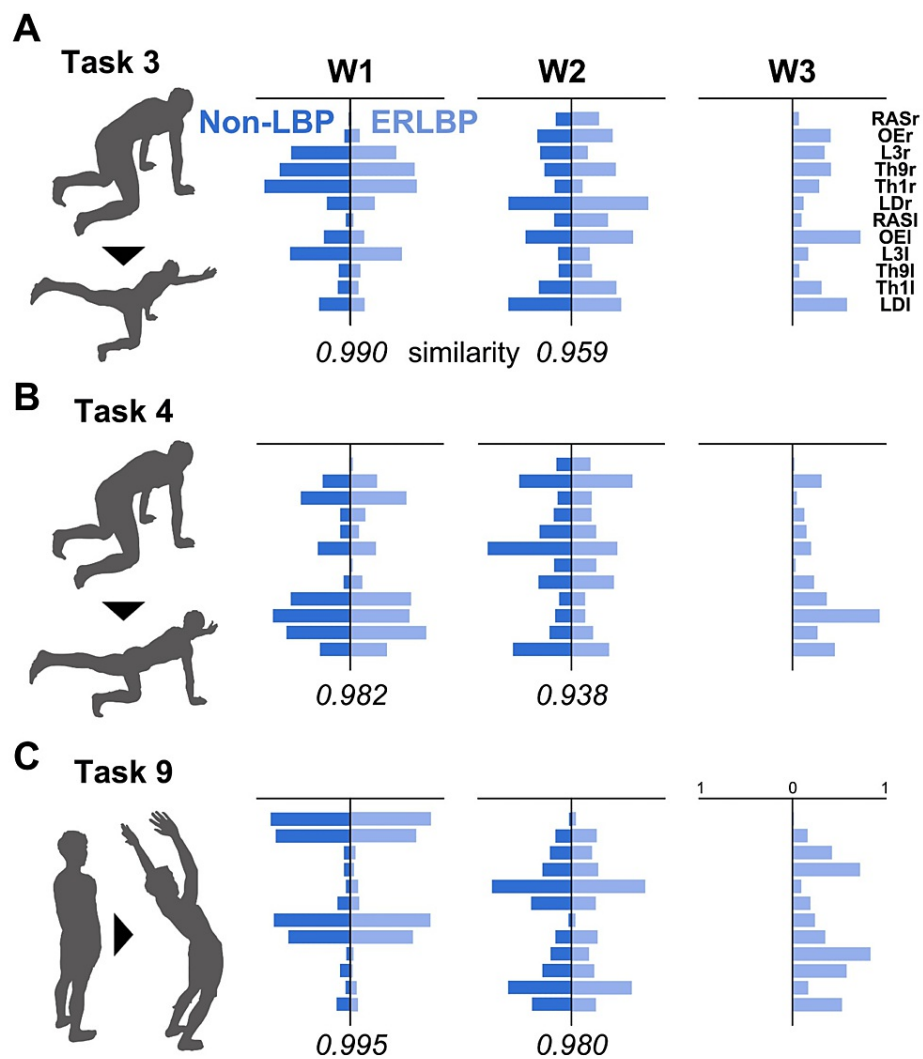 A
Task 3
W1 W2 W3
Non-LBP ERLBP
RASr
OEr
L3r
Th9r
Th1r
LDr
RASl
OEl
L3l
Th9l
Th1l
LDl
0.990 similarity 0.959
B
Task 4
0.982 0.938
C
Task 9
1 0 1
0.995 0.980